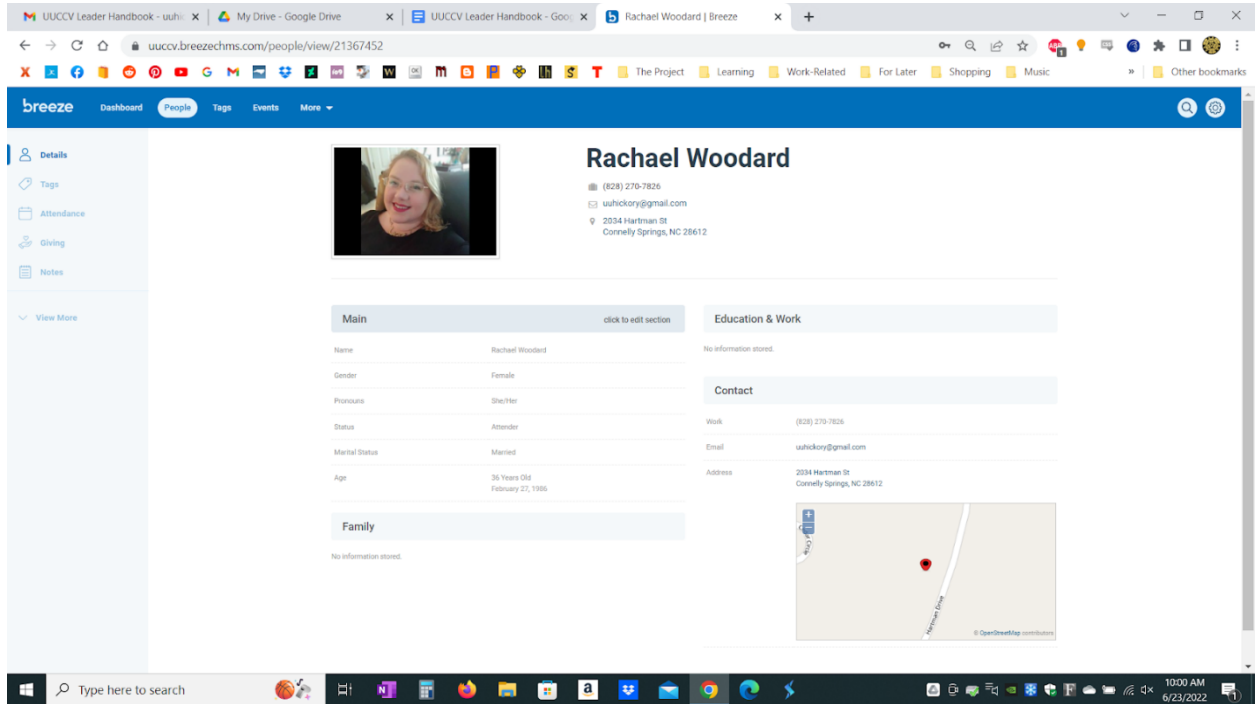 UUCCV Leader Handbook - uuhi
My Drive - Google Drive
UUCCV Leader Handbook - Goog
Rachael Woodard | Breeze
uuccv.breezechms.com/people/view/21367452
The Project
Learning
Work-Related
For Later
Shopping
Music
»
Other bookmarks
breeze
Dashboard
People
Tags
Events
More
Details
Tags
Attendance
Giving
Notes
View More
Rachael Woodard
(828) 270-7826
uuhickory@gmail.com
2034 Hartman St
Connelly Springs, NC 28612
Main click to edit section
Name Rachael Woodard
Gender Female
Pronouns She/Her
Status Attender
Marital Status Married
Age 36 Years Old
February 27, 1986
Family
No information stored.
Education & Work
No information stored.
Contact
Work (828) 270-7826
Email uuhickory@gmail.com
Address 2034 Hartman St
Connelly Springs, NC 28612
Circle
Hartman Drive
© OpenStreetMap contributors
Type here to search
10:00 AM
6/23/2022